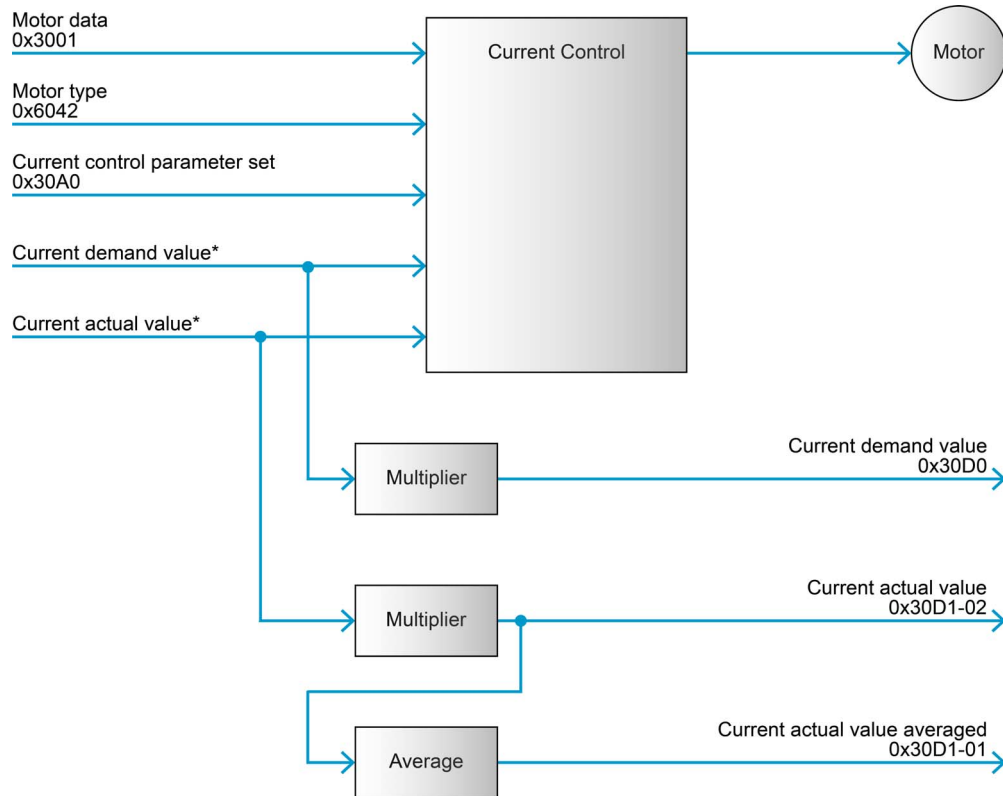 Motor data
0x3001
Current Control
Motor
Motor type
0x6042
Current control parameter set
0x30A0
Current demand value*
Current actual value*
Multiplier
Current demand value
0x30D0
Multiplier
Current actual value
0x30D1-02
Average
Current actual value averaged
0x30D1-01